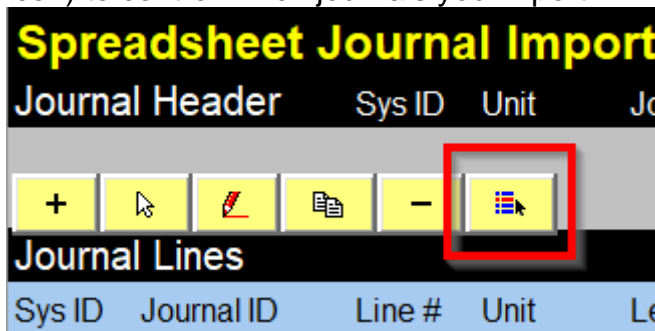 Spreadsheet Journal Import
Journal Header Sys ID Unit
+ −
Journal Lines
Sys ID Journal ID Line # Unit